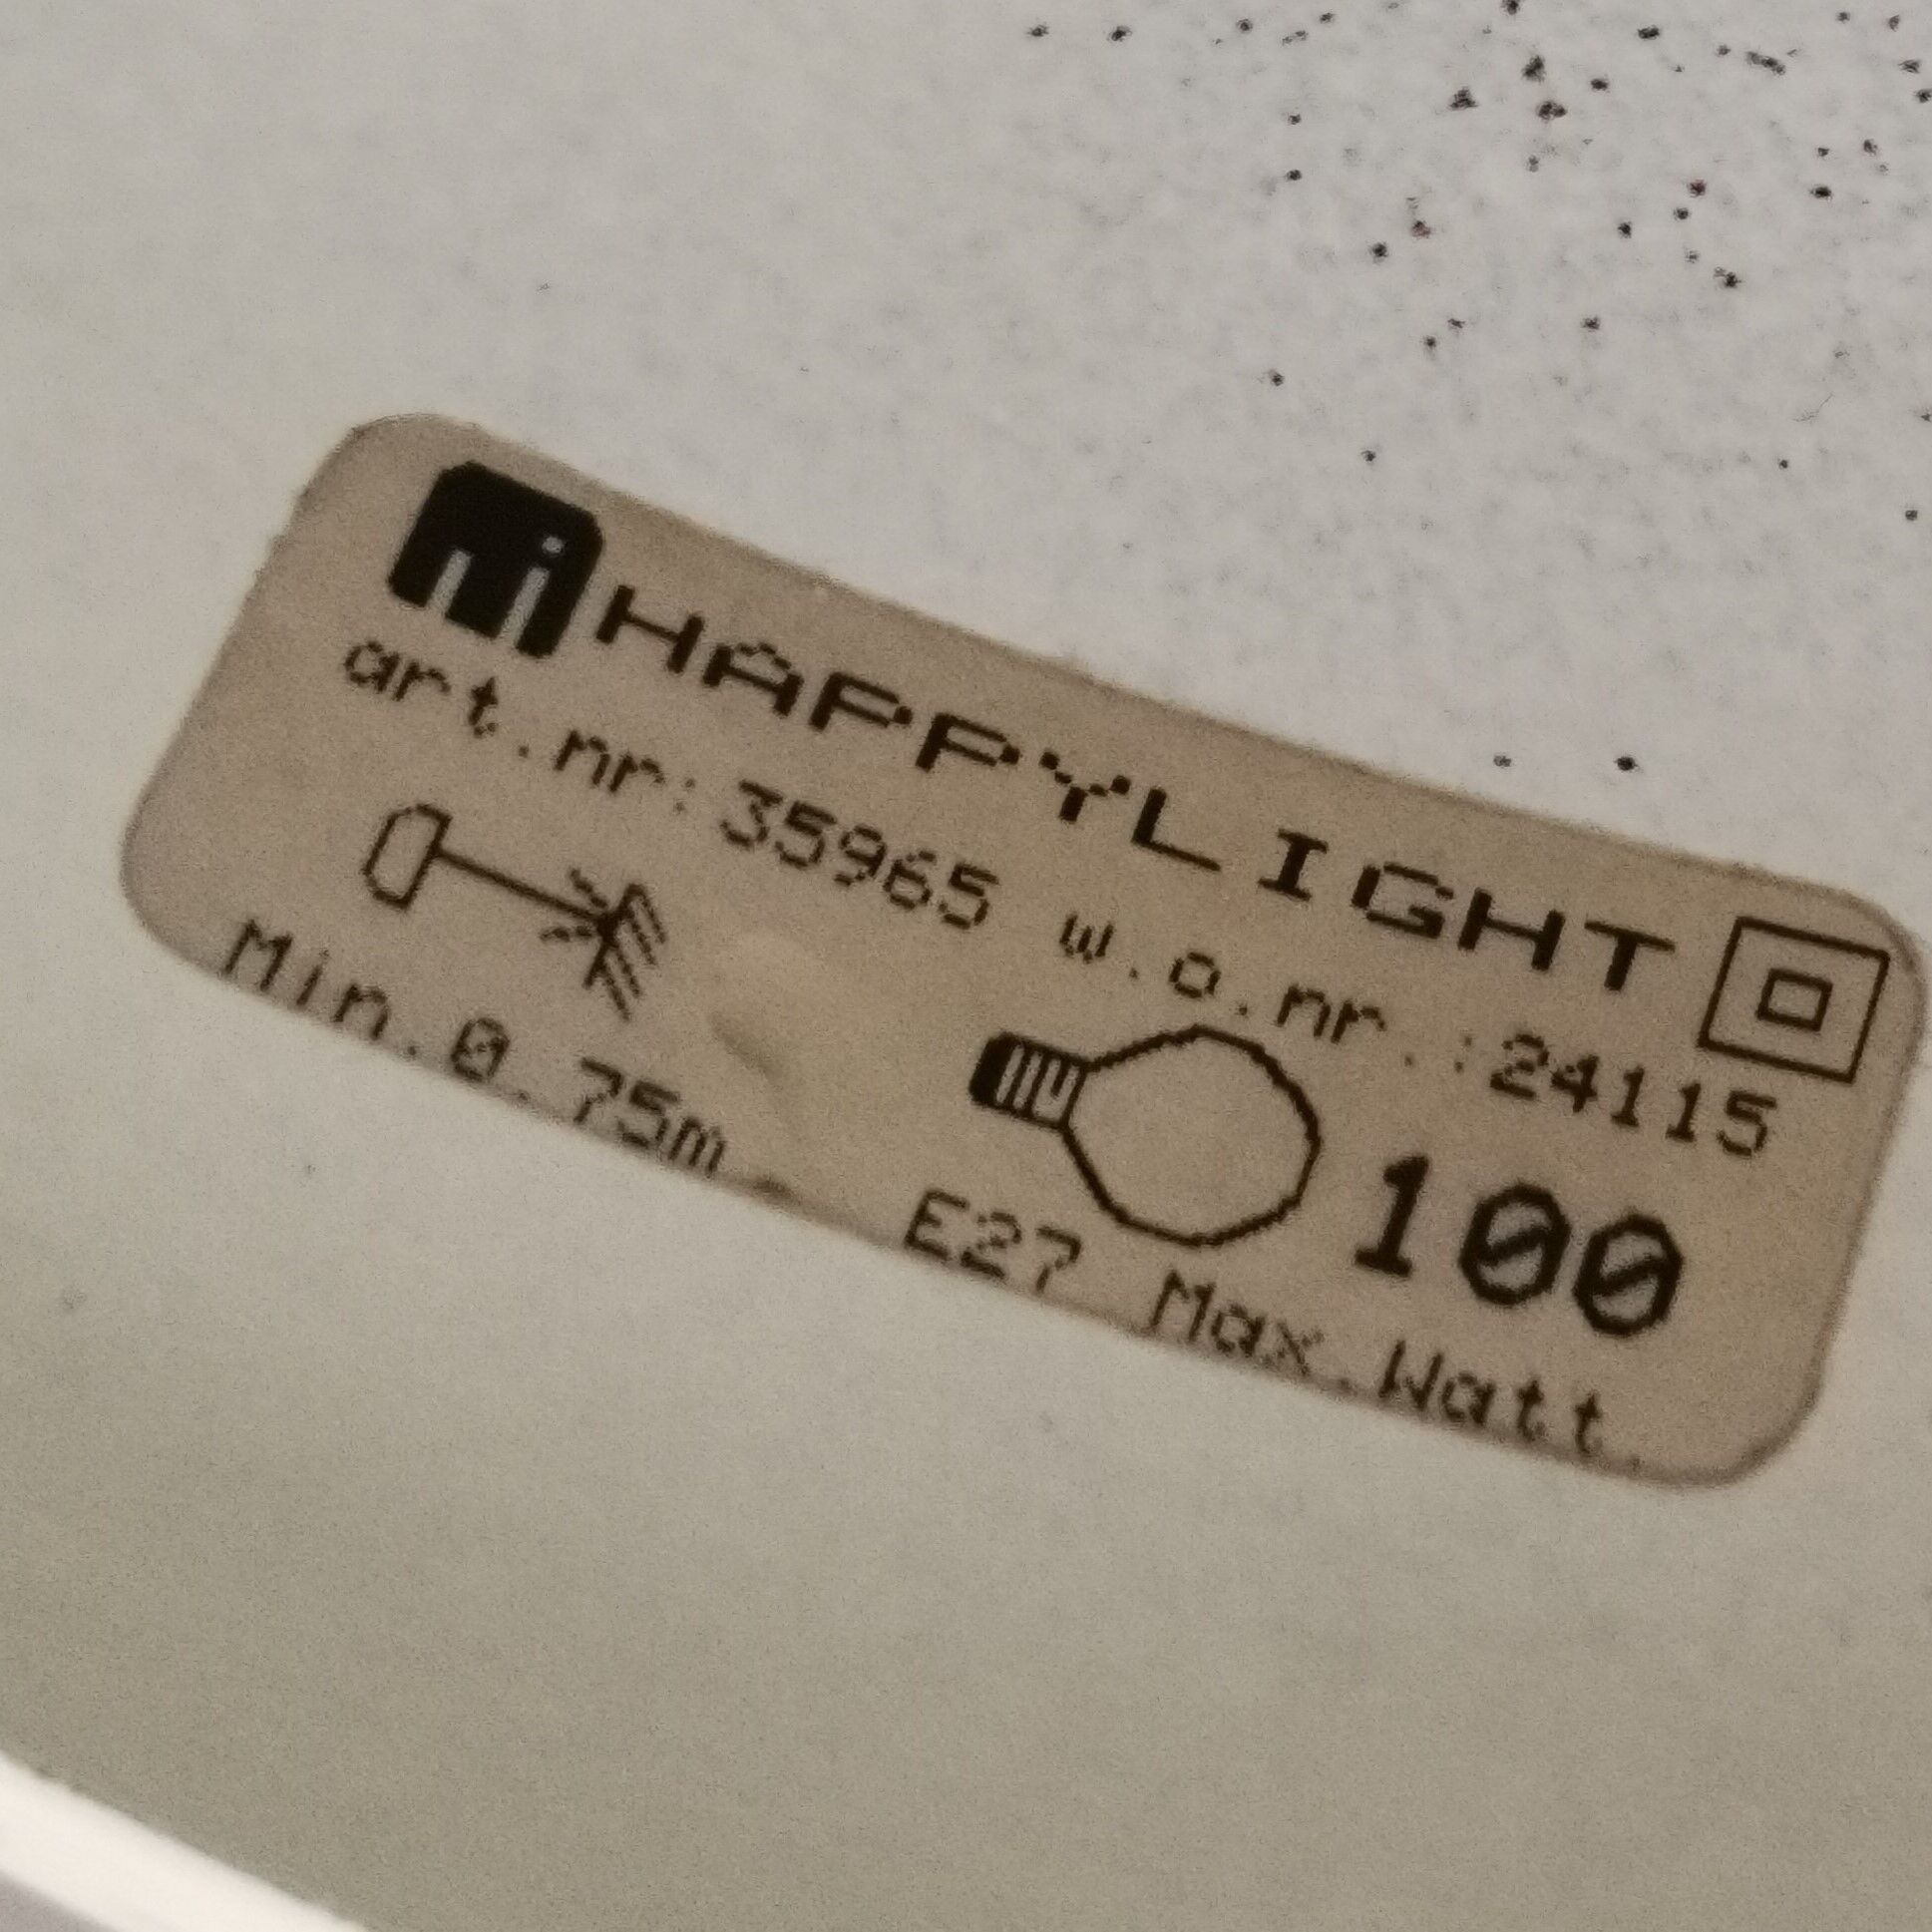 HAPPYLIGHT
art.nr:35965 w.o.nr.:24115
100
Min.0.75m E27 Max.Watt.